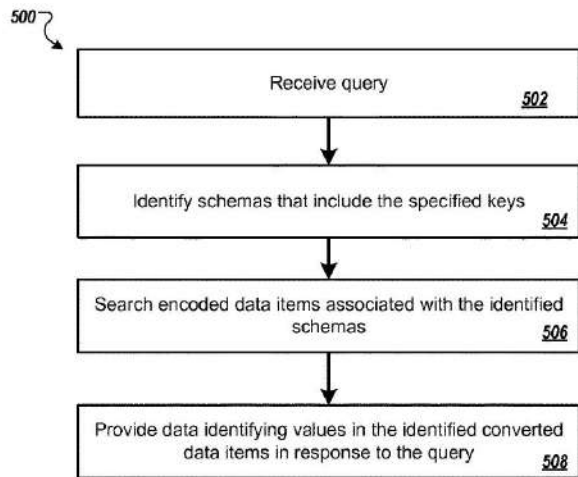 500
Receive query
502
Identify schemas that include the specified keys
504
Search encoded data items associated with the identified
schemas
506
Provide data identifying values in the identified converted
data items in response to the query
508